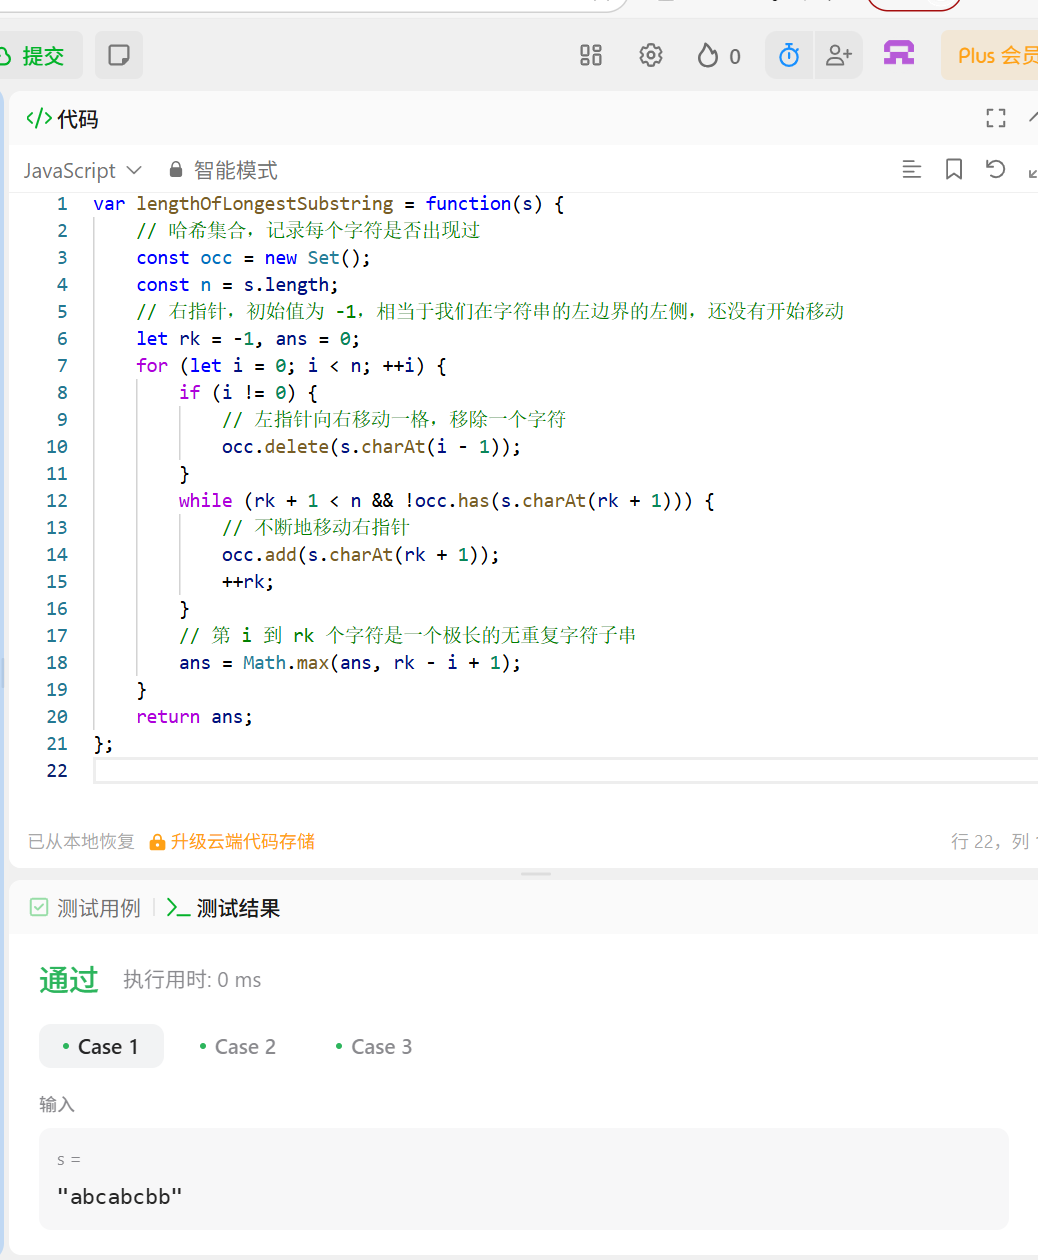 提交
0
Plus 会员
</> 代码
JavaScript 智能模式
1 var lengthOfLongestSubstring = function(s) {
2 // 哈希集合，记录每个字符是否出现过
3 const occ = new Set();
4 const n = s.length;
5 // 右指针，初始值为 -1，相当于我们在字符串的左边界的左侧，还没有开始移动
6 let rk = -1, ans = 0;
7 for (let i = 0; i < n; ++i) {
8 if (i != 0) {
9 // 左指针向右移动一格，移除一个字符
10 occ.delete(s.charAt(i - 1));
11 }
12 while (rk + 1 < n && !occ.has(s.charAt(rk + 1))) {
13 // 不断地移动右指针
14 occ.add(s.charAt(rk + 1));
15 ++rk;
16 }
17 // 第 i 到 rk 个字符是一个极长的无重复字符子串
18 ans = Math.max(ans, rk - i + 1);
19 }
20 return ans;
21 };
22
已从本地恢复 升级云端代码存储 行 22，列
测试用例 >_ 测试结果
通过 执行用时: 0 ms
• Case 1 • Case 2 • Case 3
输入
s =
"abcabcbb"